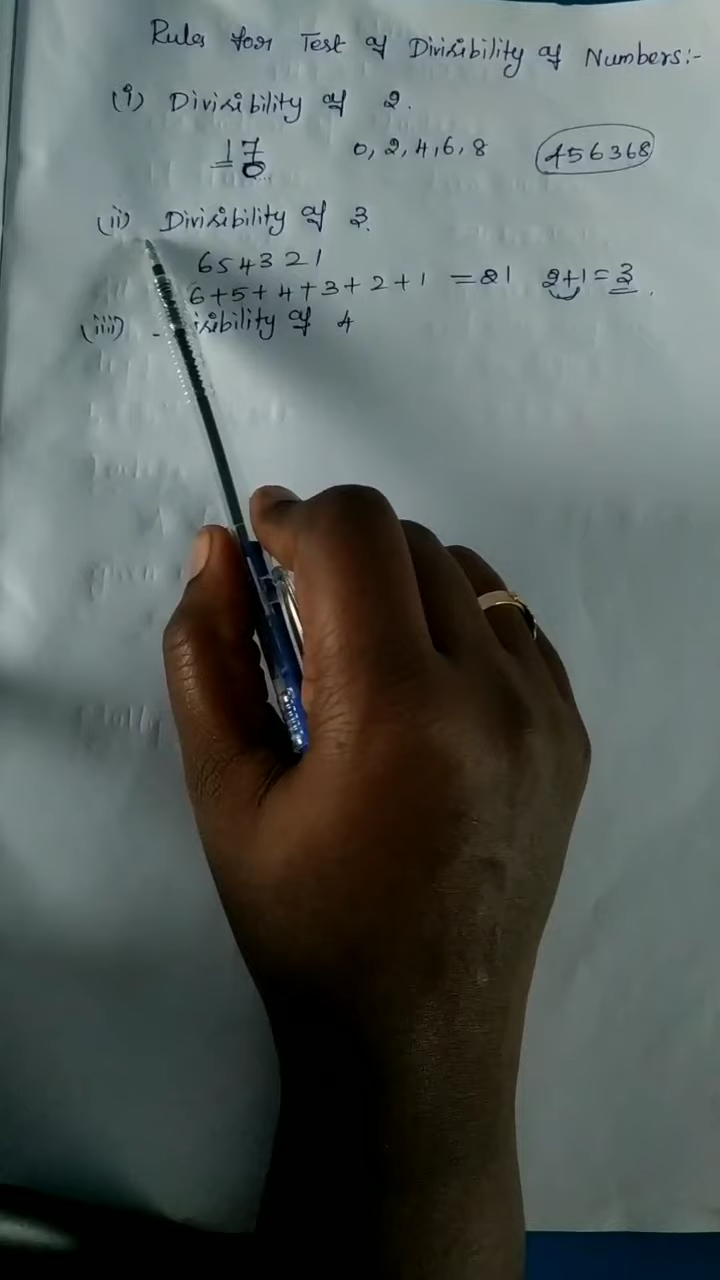 Rules for Test of Divisibility of Numbers:-
(i) Divisibility of 2.
17 0, 2, 4, 6, 8 456368
6
(ii) Divisibility of 3.
654321
6+5+4+3+2+1 = 21 2+1 = 3.
(iii) isibility of 4